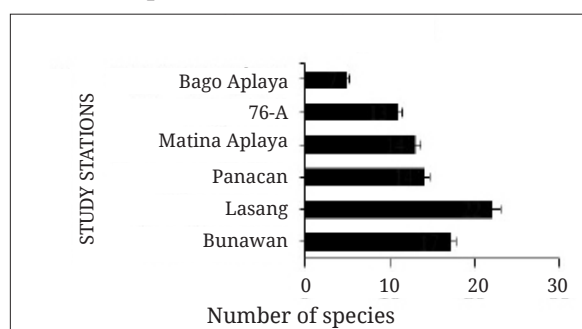 STUDY STATIONS
Bago Aplaya
76-A
Matina Aplaya
Panacan
Lasang
Bunawan
0 10 20 30
Number of species